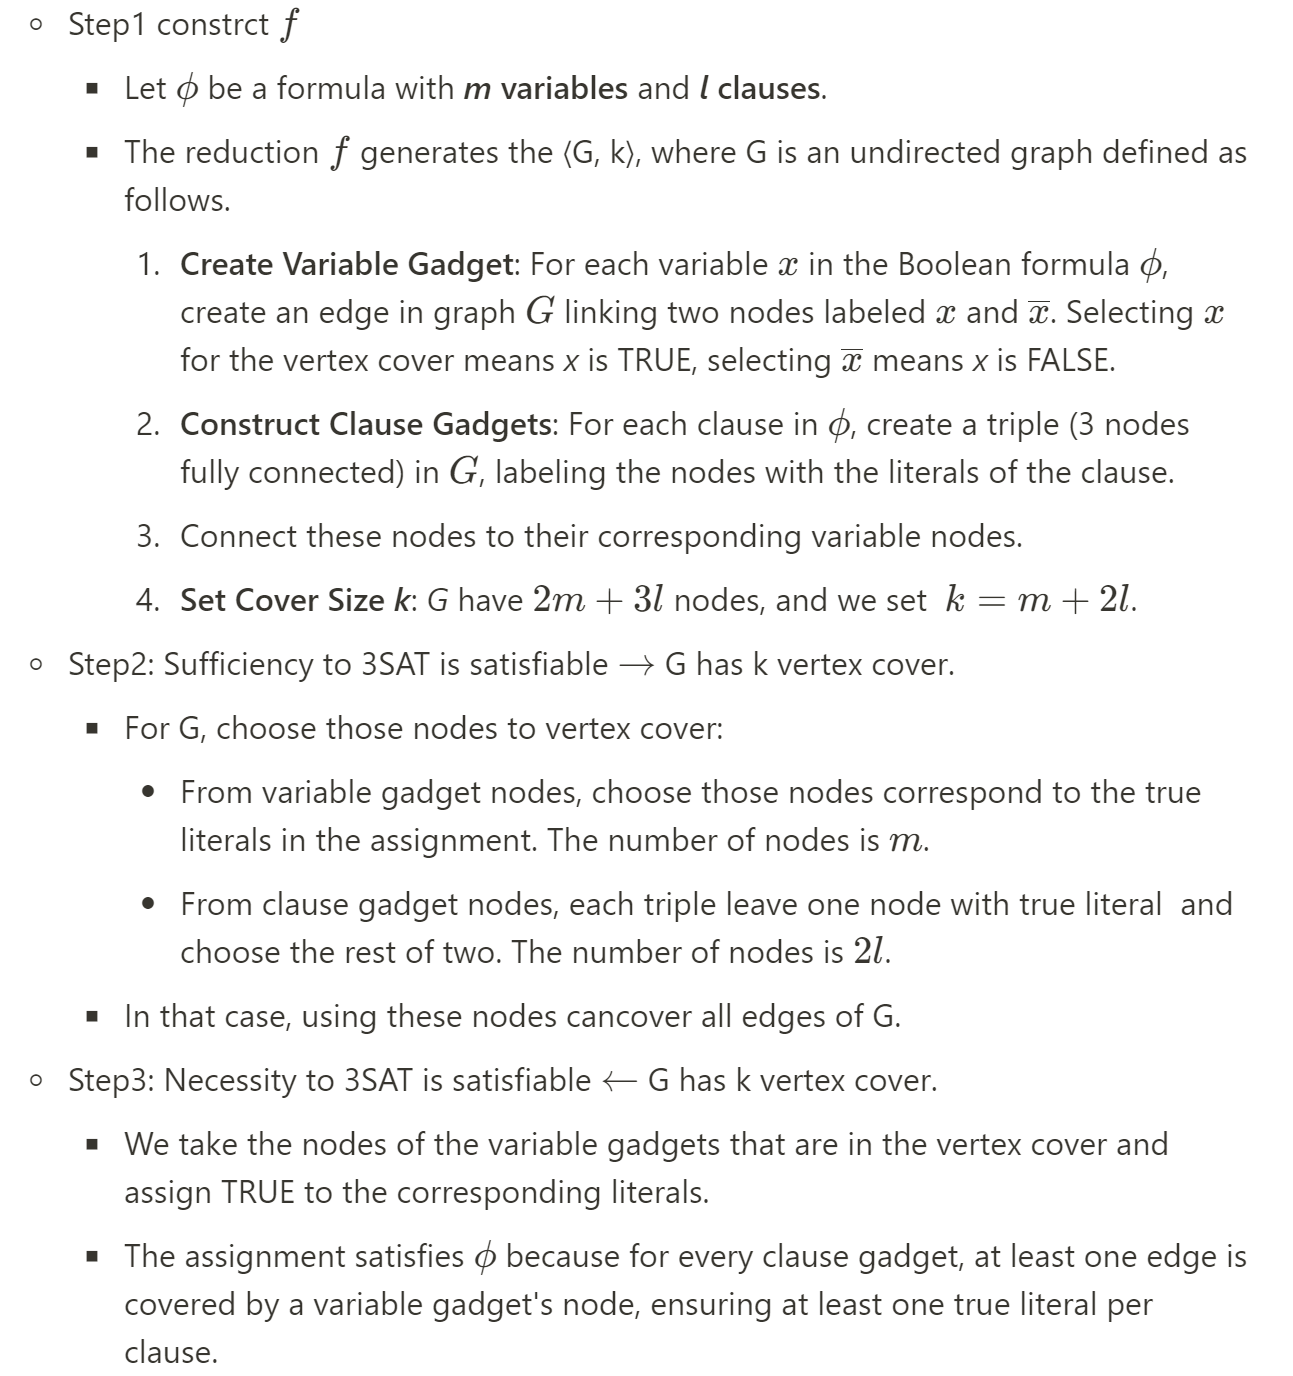 Step1 constrct f
Let ϕ be a formula with m variables and l clauses.
The reduction f generates the ⟨G, k⟩, where G is an undirected graph defined as
follows.
1. Create Variable Gadget: For each variable x in the Boolean formula ϕ,
create an edge in graph G linking two nodes labeled x and x̅. Selecting x
for the vertex cover means x is TRUE, selecting x̅ means x is FALSE.
2. Construct Clause Gadgets: For each clause in ϕ, create a triple (3 nodes
fully connected) in G, labeling the nodes with the literals of the clause.
3. Connect these nodes to their corresponding variable nodes.
4. Set Cover Size k: G have 2m + 3l nodes, and we set k = m + 2l.
Step2: Sufficiency to 3SAT is satisfiable → G has k vertex cover.
For G, choose those nodes to vertex cover:
From variable gadget nodes, choose those nodes correspond to the true
literals in the assignment. The number of nodes is m.
From clause gadget nodes, each triple leave one node with true literal and
choose the rest of two. The number of nodes is 2l.
In that case, using these nodes cancover all edges of G.
Step3: Necessity to 3SAT is satisfiable ← G has k vertex cover.
We take the nodes of the variable gadgets that are in the vertex cover and
assign TRUE to the corresponding literals.
The assignment satisfies ϕ because for every clause gadget, at least one edge is
covered by a variable gadget's node, ensuring at least one true literal per
clause.